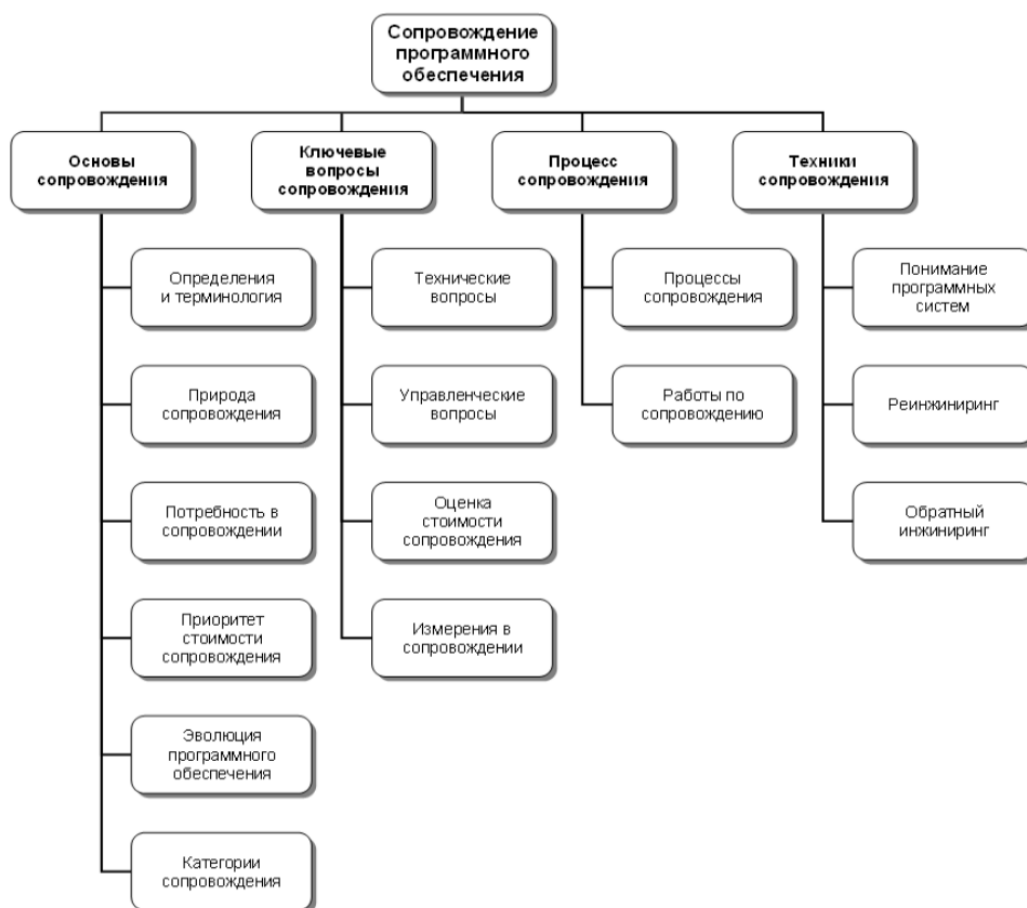 Сопровождение
программного
обеспечения
Основы
сопровождения
Ключевые
вопросы
сопровождения
Процесс
сопровождения
Техники
сопровождения
Определения
и терминология
Природа
сопровождения
Потребность в
сопровождении
Приоритет
стоимости
сопровождения
Эволюция
программного
обеспечения
Категории
сопровождения
Технические
вопросы
Управленческие
вопросы
Оценка
стоимости
сопровождения
Измерения в
сопровождении
Процессы
сопровождения
Работы по
сопровождению
Понимание
программных
систем
Реинжиниринг
Обратный
инжиниринг